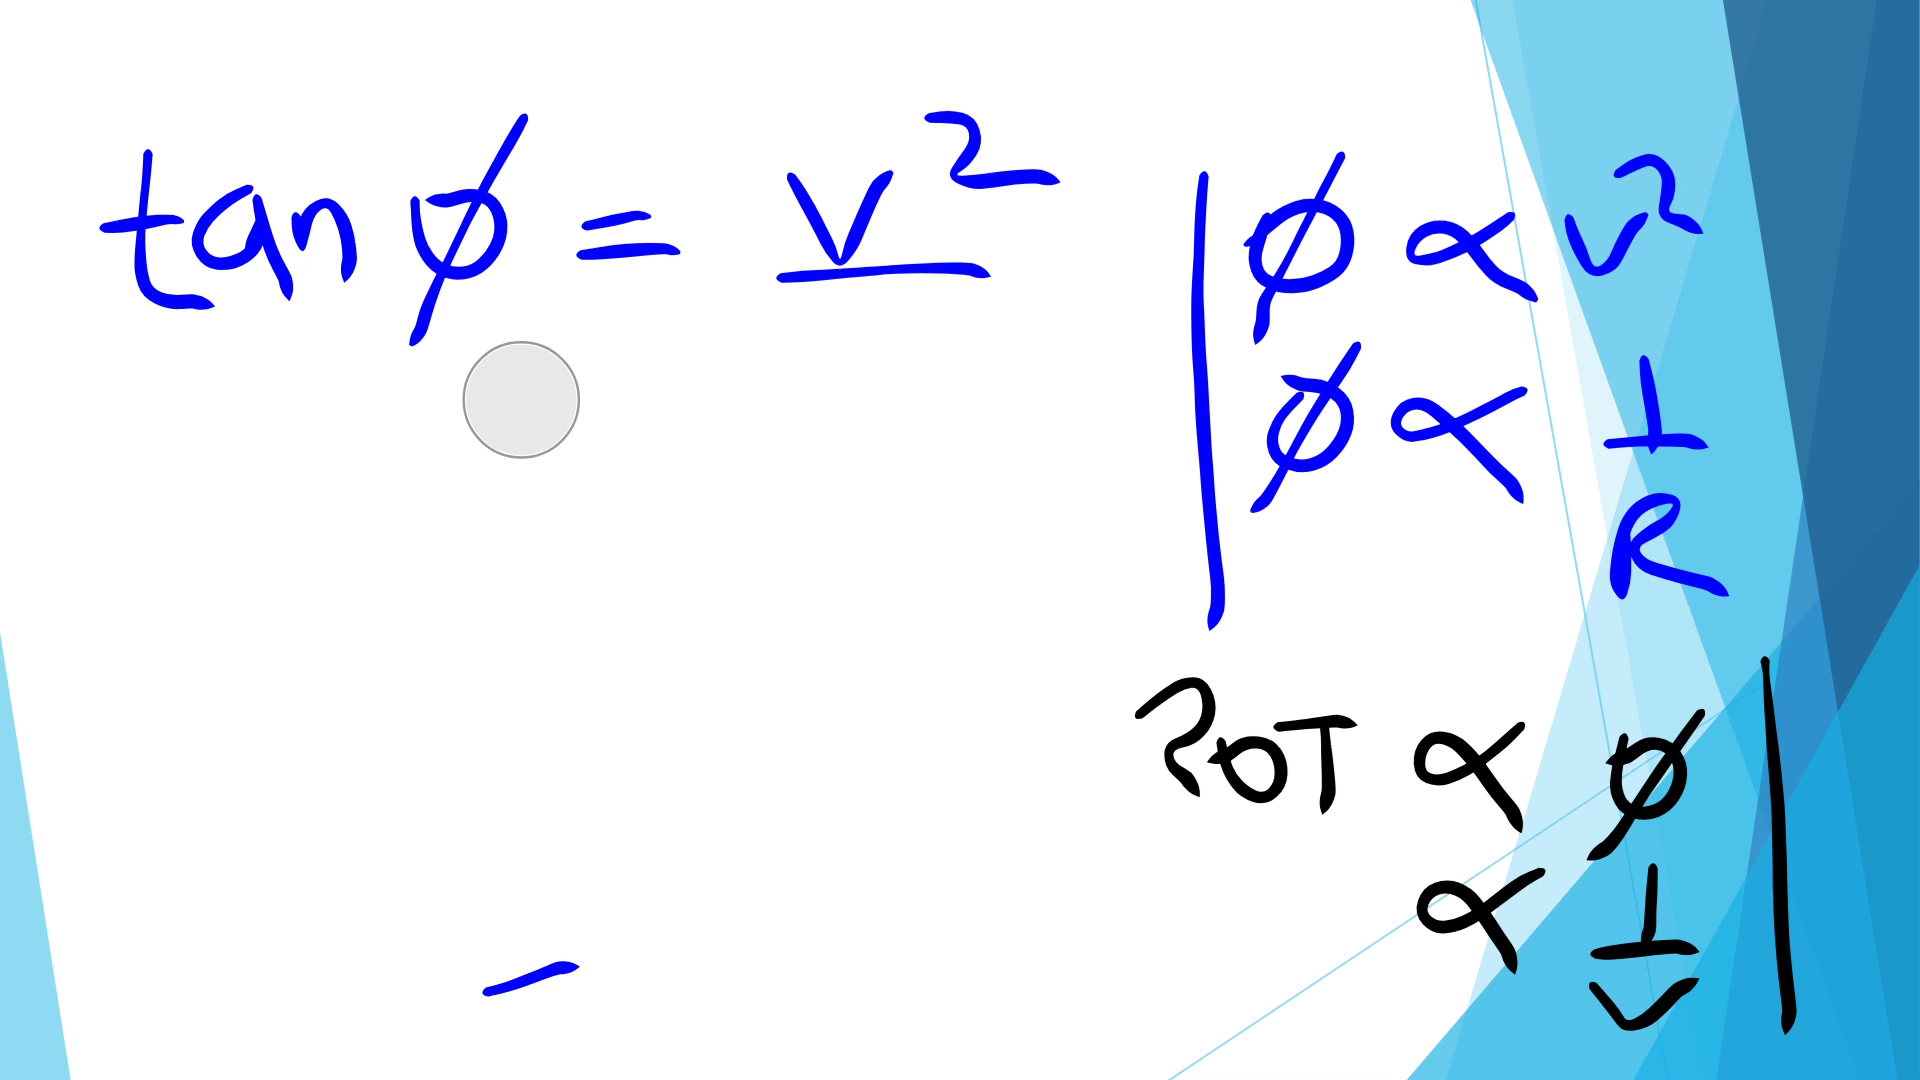 tan ø = v²
ø ∝ v²
ø ∝ 1/R
ROT ∝ ø
∝ 1/v